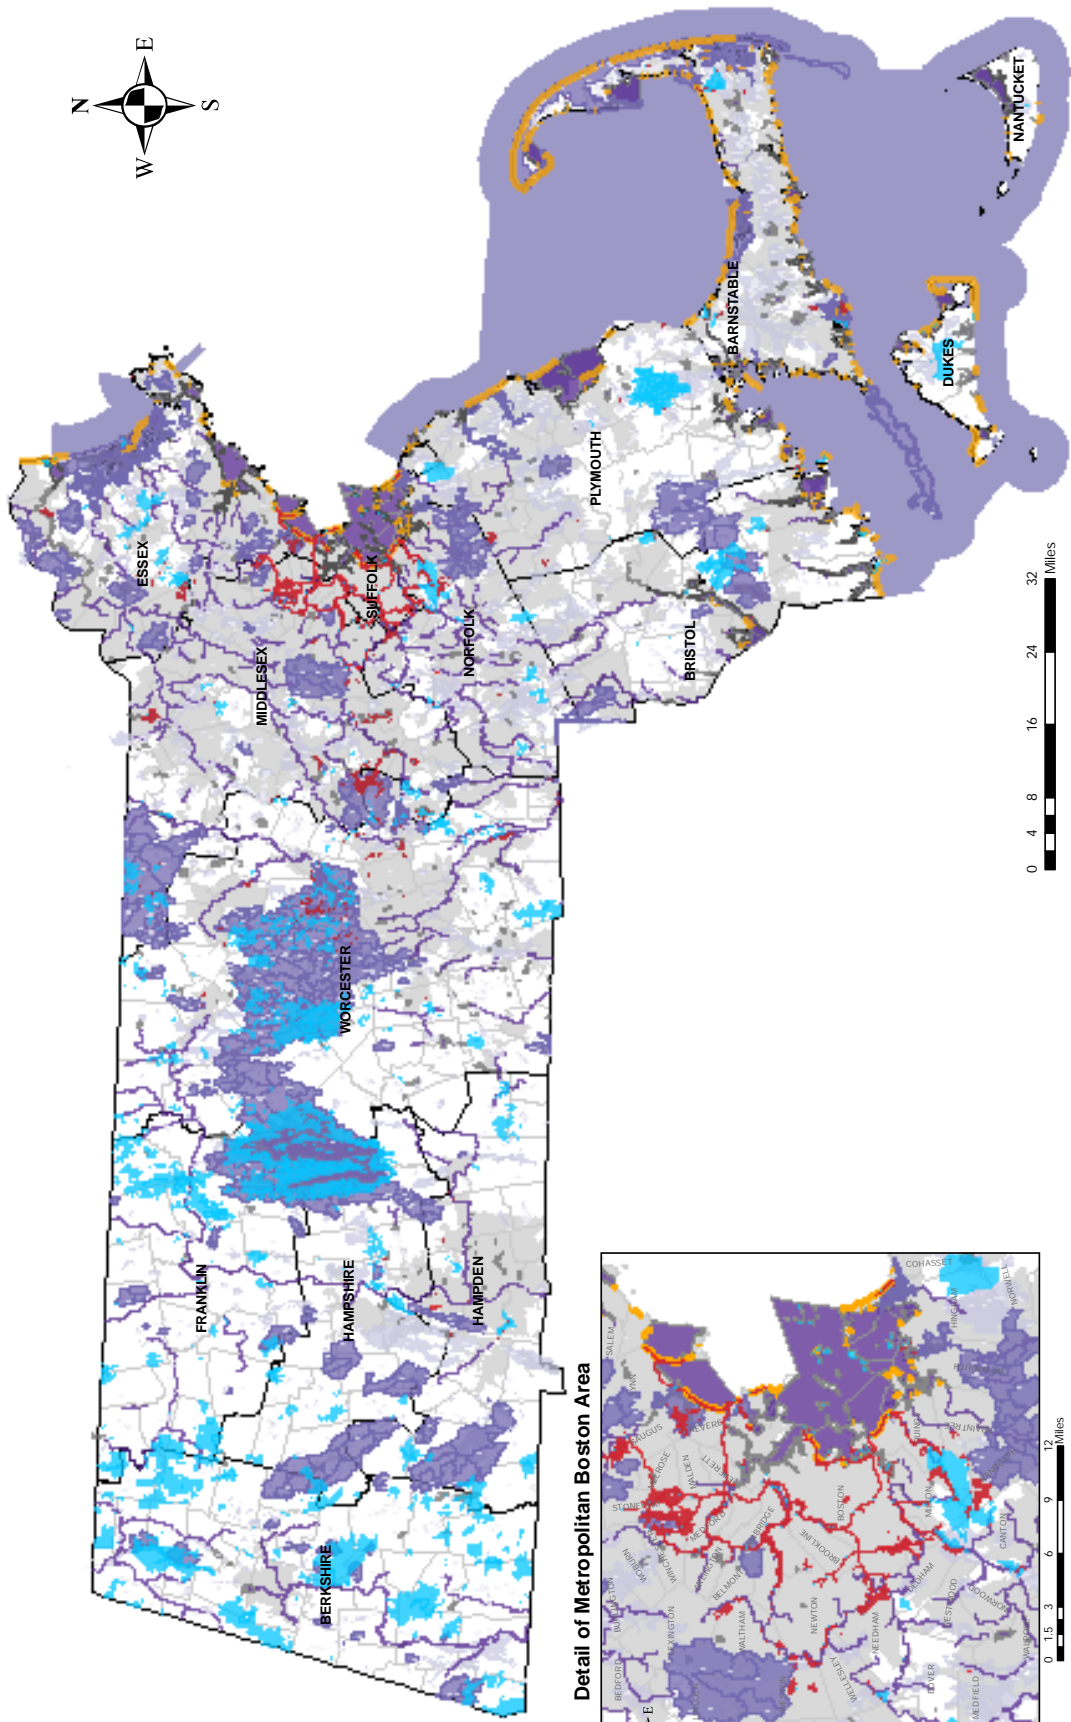 N
W E
S
ESSEX
MIDDLESEX
SUFFOLK
NORFOLK
FRANKLIN
WORCESTER
HAMPSHIRE
HAMPDEN
BERKSHIRE
BRISTOL
PLYMOUTH
BARNSTABLE
DUKES
NANTUCKET
0 4 8 16 24 32
Miles
Detail of Metropolitan Boston Area
SALEM
SAUGUS
REVERE
EVERETT
MALDEN
MEDFORD
WOBURN
ARLINGTON
BELMONT
BEDFORD
WALTHAM
BOSTON
BROOKLINE
NEWTON
NEEDHAM
WELLESLEY
DEDHAM
DOVER
WESTWOOD
NORWOOD
MEDFIELD
CANTON
MILTON
BRAINTREE
HINGHAM
COHASSET
NORWELL
E
0 1.5 3 6 9 12
Miles